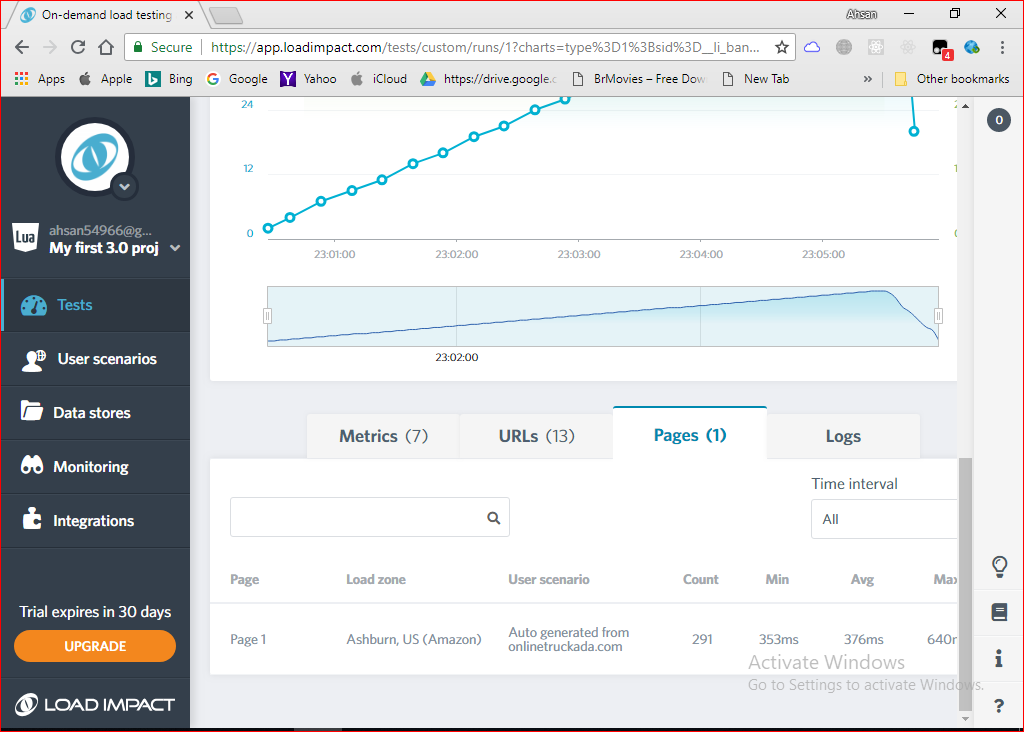 On-demand load testing
Ahsan
Secure
https://app.loadimpact.com/tests/custom/runs/1?charts=type%3D1%3Bsid%3D__li_ban...
4
Apps
Apple
Bing
Google
Yahoo
iCloud
https://drive.google.c
BrMovies – Free Dow
New Tab
»
Other bookmarks
Lua
ahsan54966@g...
My first 3.0 proj
Tests
User scenarios
Data stores
Monitoring
Integrations
Trial expires in 30 days
UPGRADE
LOAD IMPACT
24
12
0
23:01:00
23:02:00
23:03:00
23:04:00
23:05:00
23:02:00
0
Metrics (7)
URLs (13)
Pages (1)
Logs
Time interval
All
Page Load zone User scenario Count Min Avg Max
Page 1 Ashburn, US (Amazon) Auto generated from
onlinetruckada.com 291 353ms 376ms 640m
Activate Windows
Go to Settings to activate Windows.